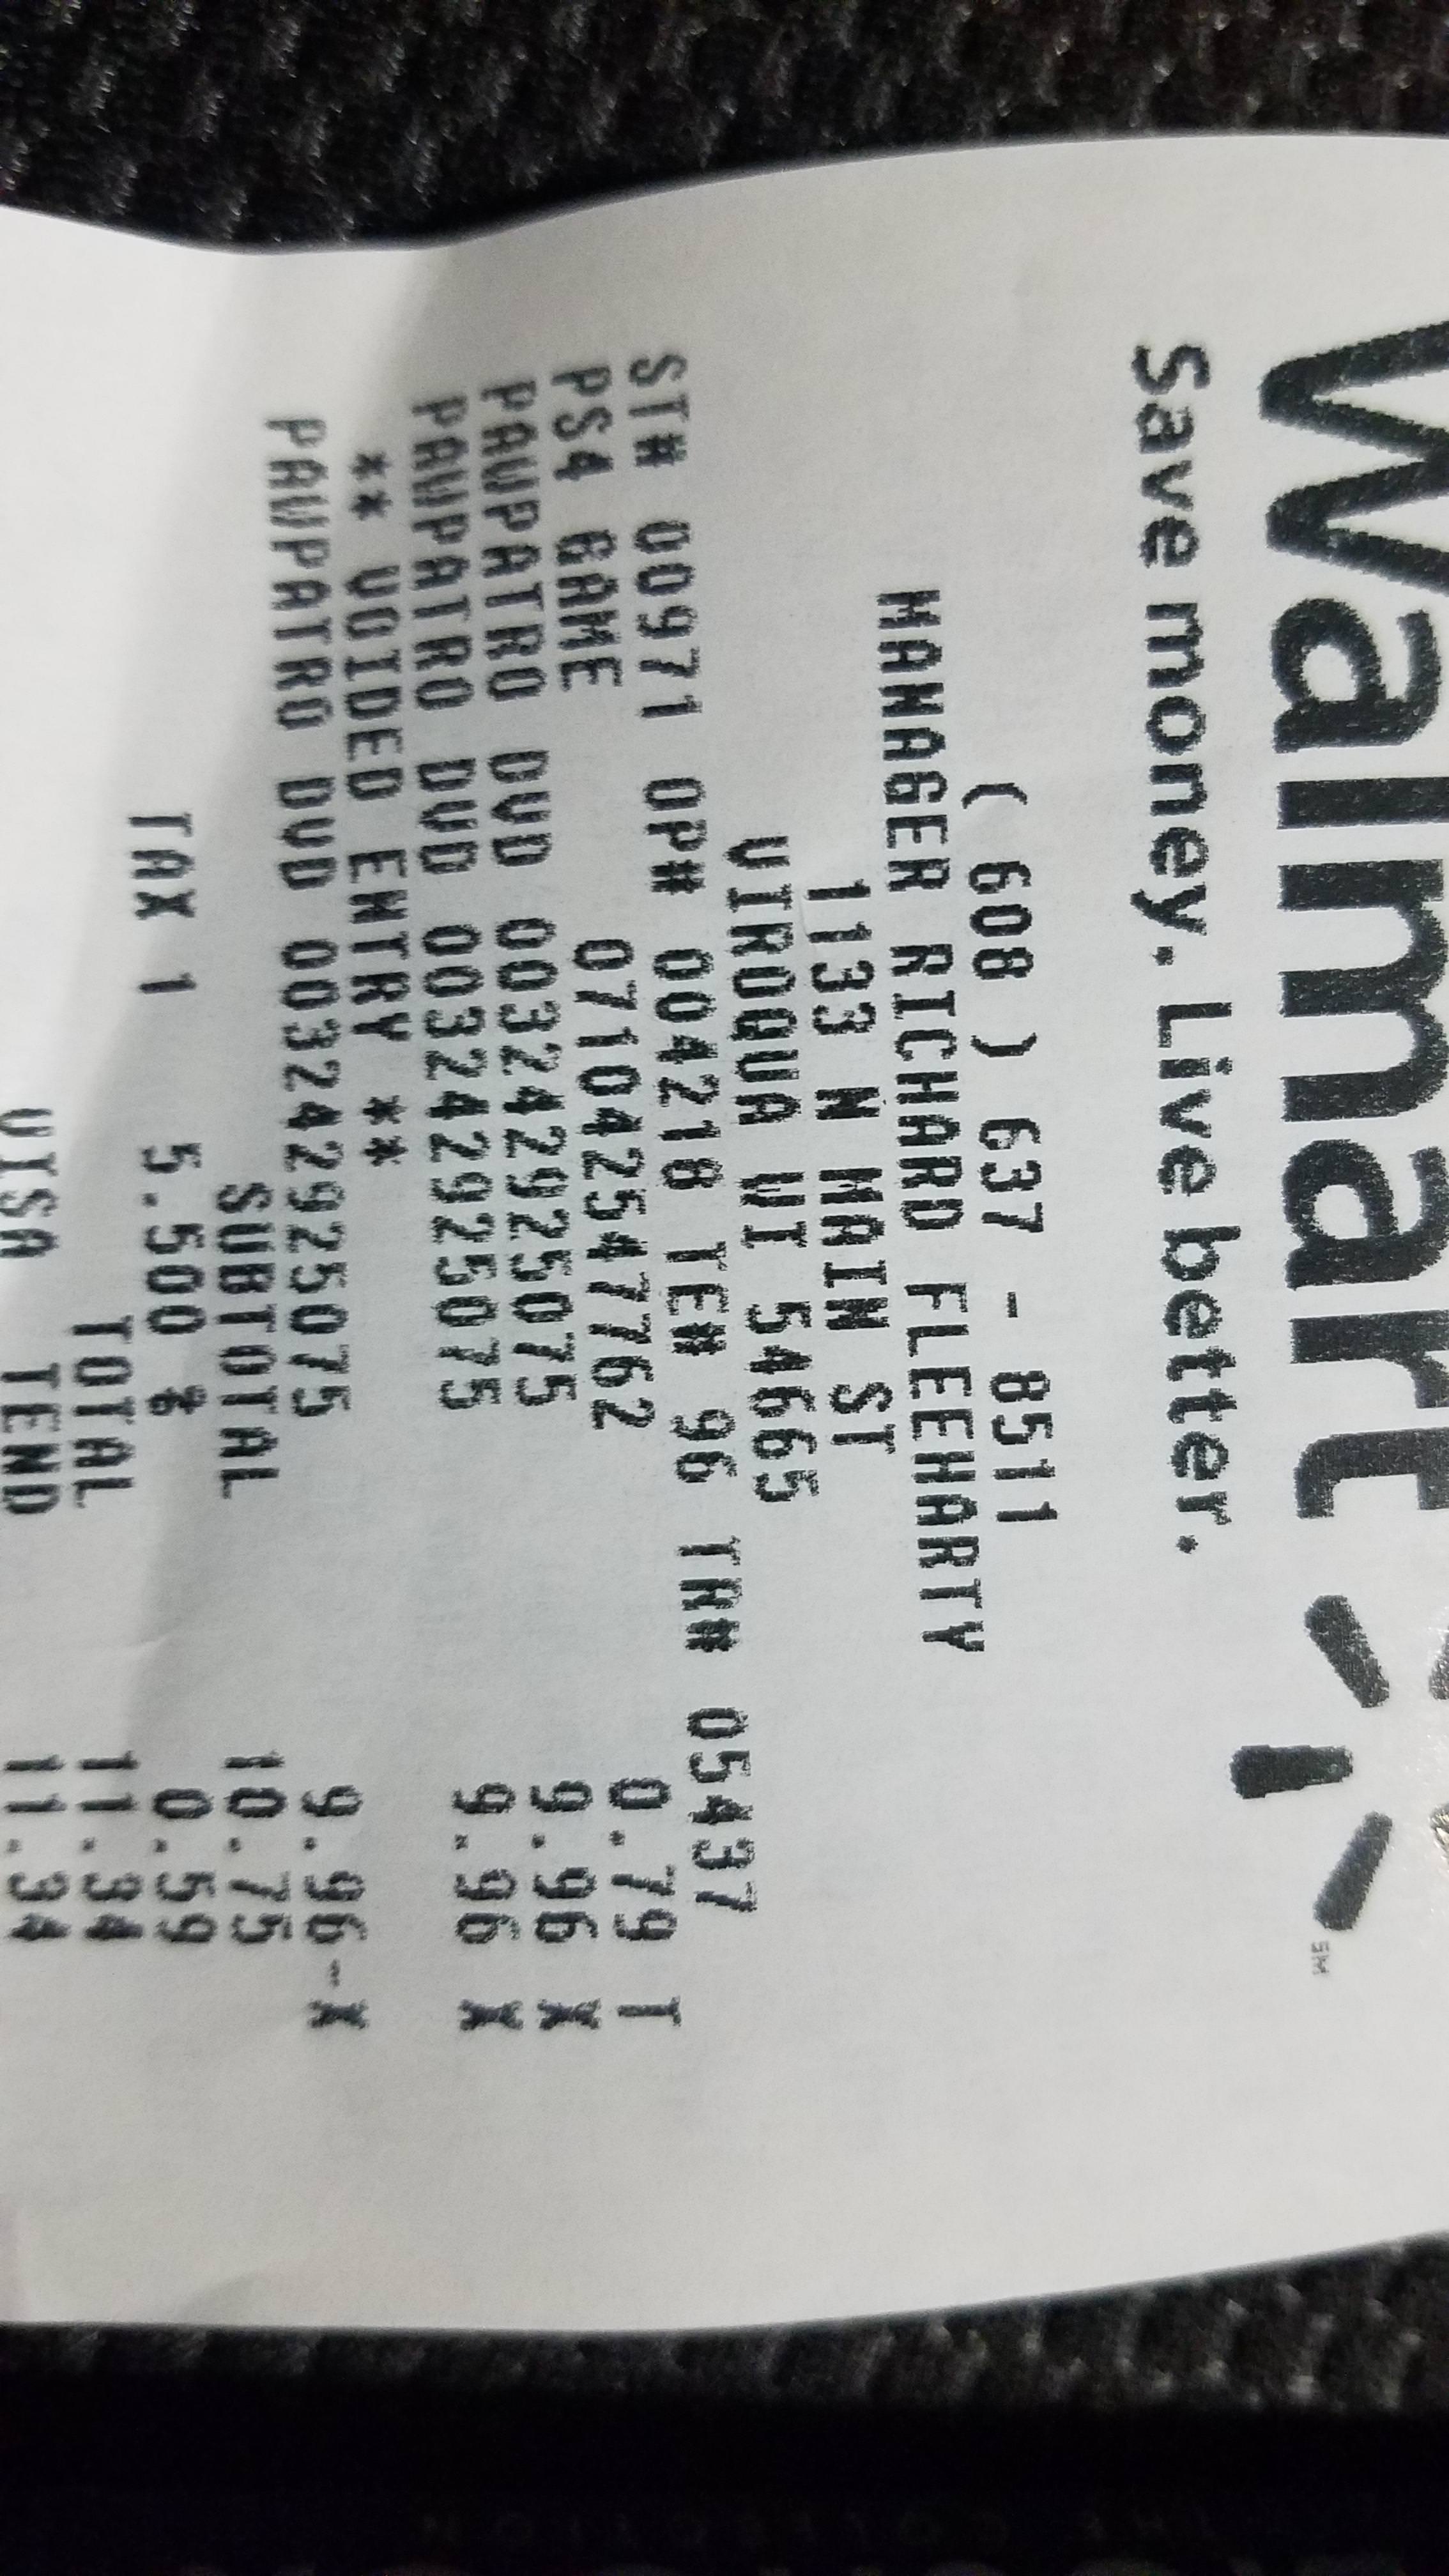 Walmart
Save money. Live better.
SM
( 608 ) 637 - 8511
MANAGER RICHARD FLEEHARTY
1133 N MAIN ST
VIROQUA WI 54665
ST# 00971 OP# 004218 TE# 96 TR# 05437
PS4 GAME 071042547762 0.79 T
PAWPATRO DVD 003242925075 9.96 X
PAWPATRO DVD 003242925075 9.96 X
** VOIDED ENTRY **
PAWPATRO DVD 003242925075 9.96-X
SUBTOTAL 10.75
TAX 1 5.500 % 0.59
TOTAL 11.34
VISA TEND 11.34